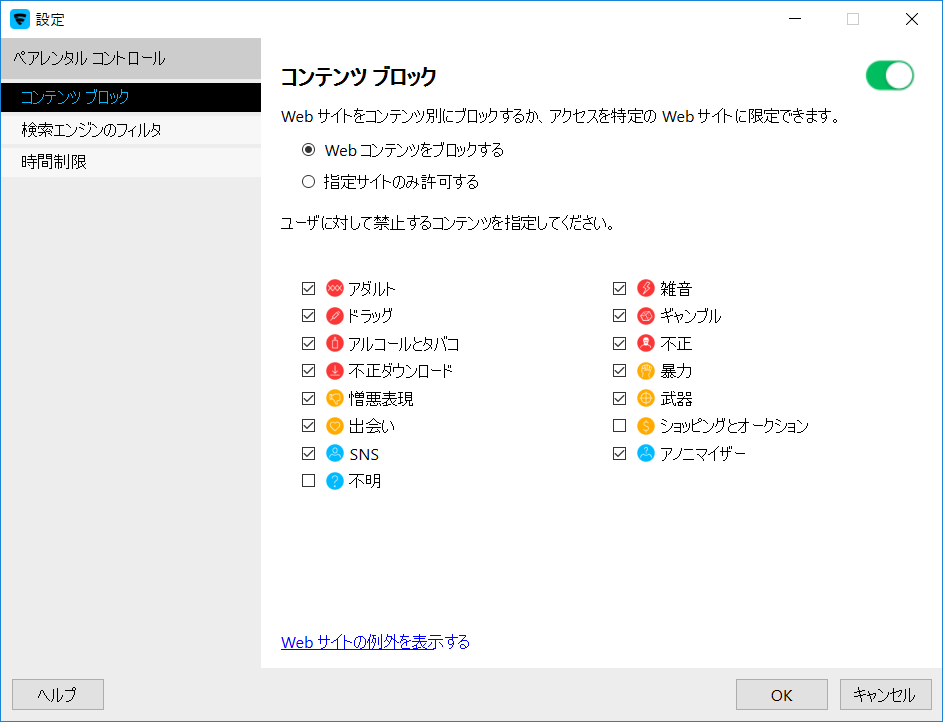 設定
ペアレンタル コントロール
コンテンツ ブロック
検索エンジンのフィルタ
時間制限
コンテンツ ブロック
Web サイトをコンテンツ別にブロックするか、アクセスを特定の Web サイトに限定できます。
Web コンテンツをブロックする
指定サイトのみ許可する
ユーザに対して禁止するコンテンツを指定してください。
アダルト
ドラッグ
アルコールとタバコ
不正ダウンロード
憎悪表現
出会い
SNS
不明
雑音
ギャンブル
不正
暴力
武器
ショッピングとオークション
アノニマイザー
Web サイトの例外を表示する
ヘルプ
OK
キャンセル